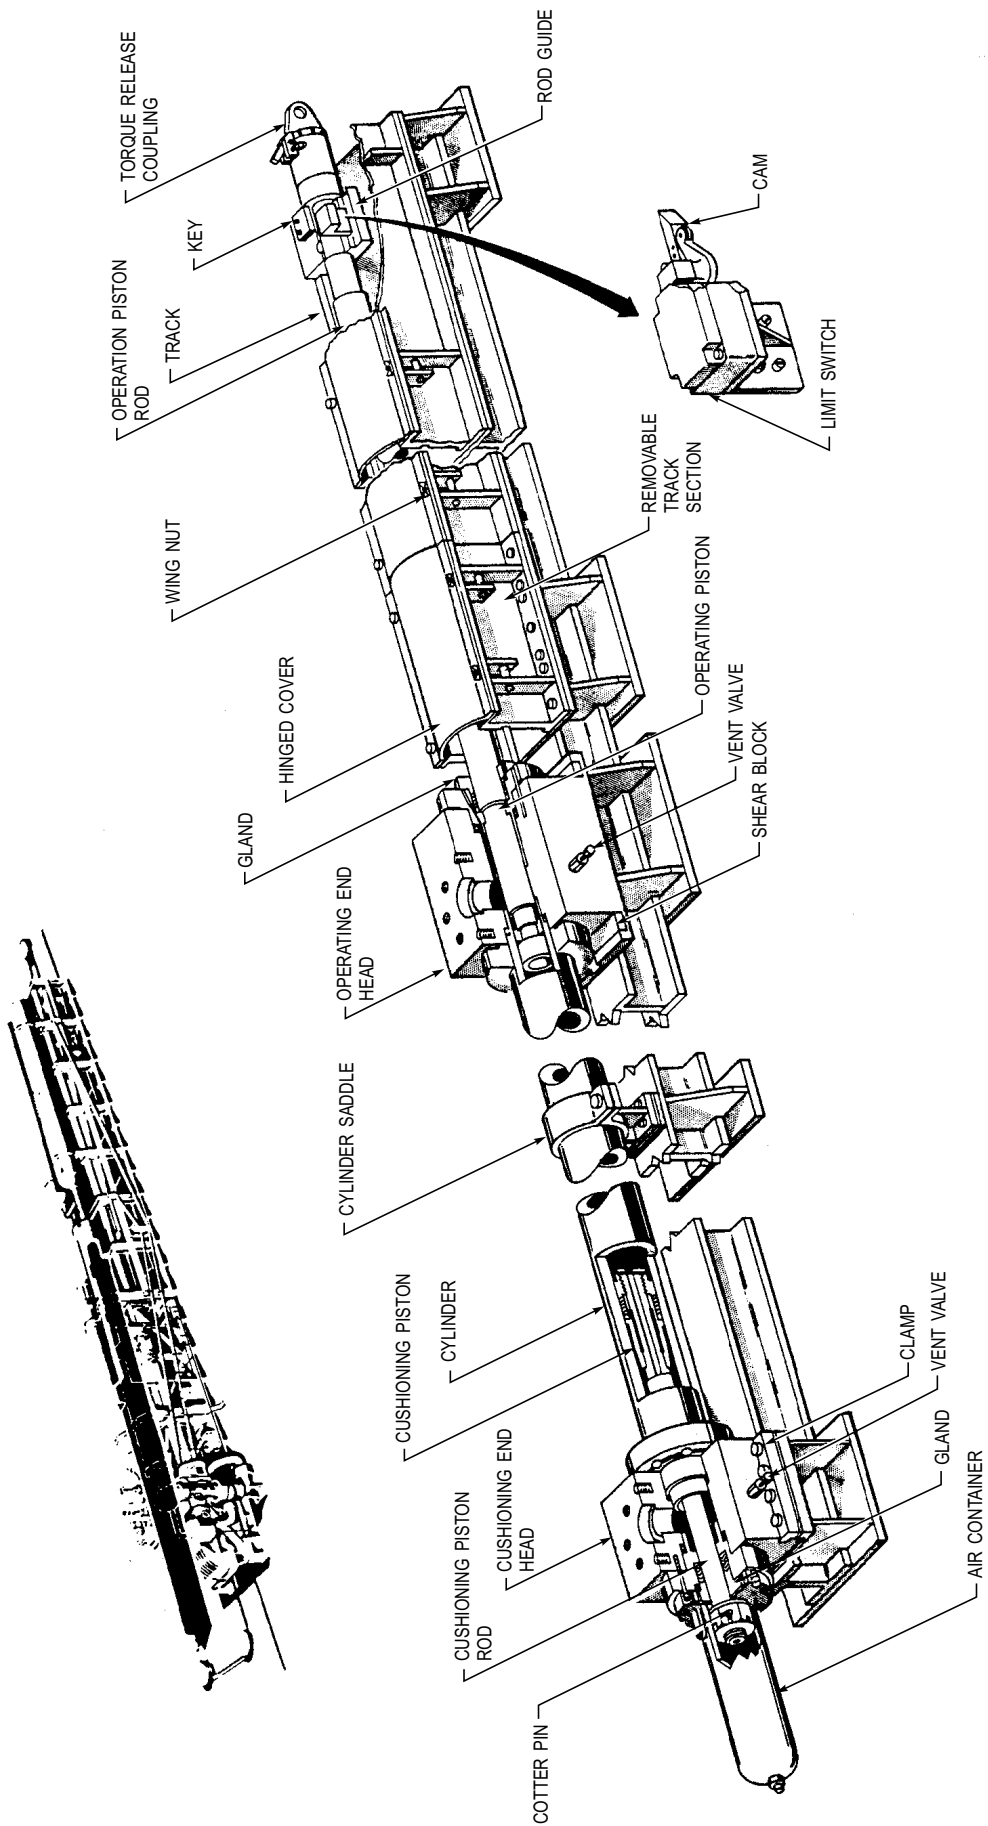 TORQUE RELEASE
COUPLING
KEY
TRACK
OPERATION PISTON
ROD
ROD GUIDE
CAM
LIMIT SWITCH
WING NUT
REMOVABLE
TRACK
SECTION
HINGED COVER
OPERATING PISTON
GLAND
VENT VALVE
OPERATING END
HEAD
SHEAR BLOCK
CYLINDER SADDLE
CYLINDER
CUSHIONING PISTON
CLAMP
VENT VALVE
CUSHIONING END
HEAD
GLAND
CUSHIONING PISTON
ROD
AIR CONTAINER
COTTER PIN